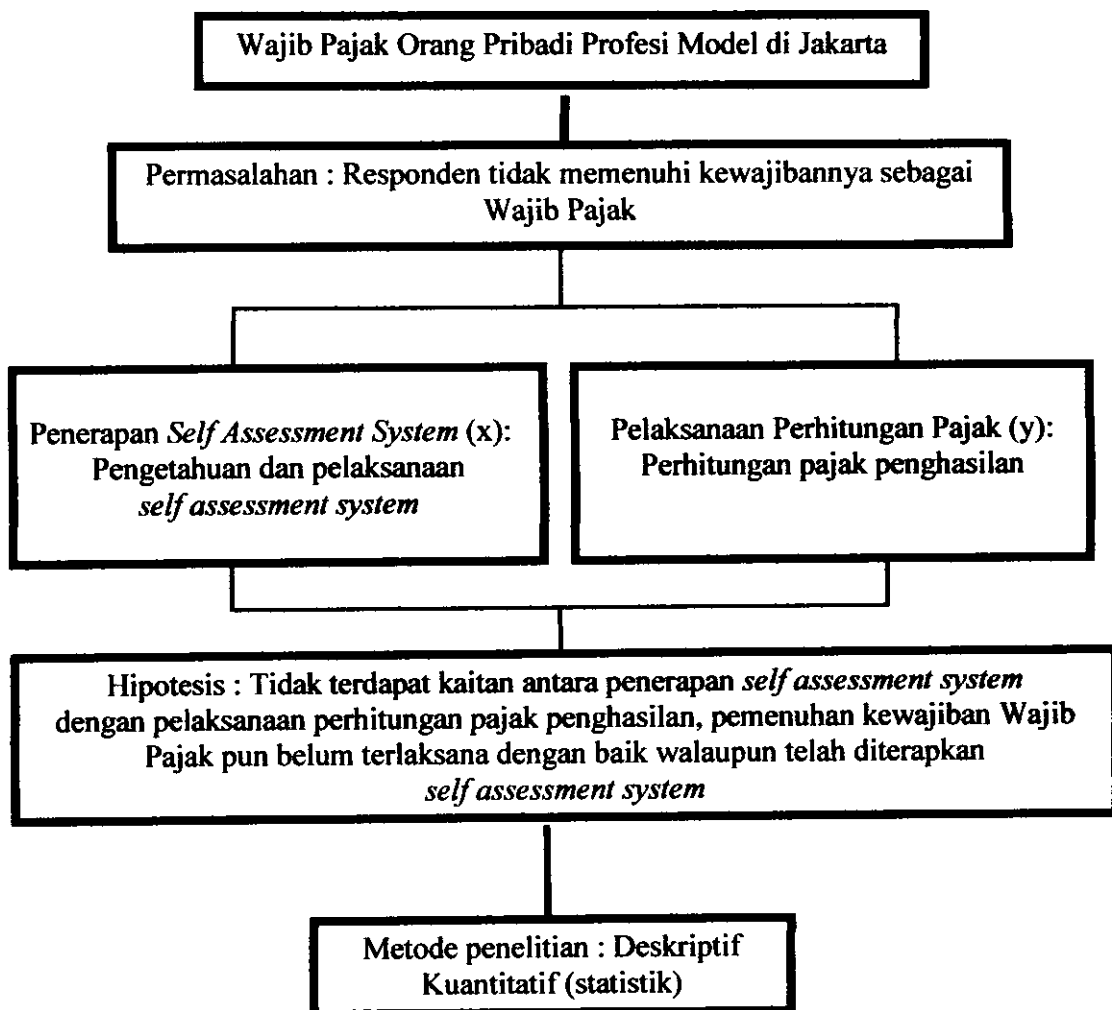 Wajib Pajak Orang Pribadi Profesi Model di Jakarta
Permasalahan : Responden tidak memenuhi kewajibannya sebagai
Wajib Pajak
Penerapan Self Assessment System (x):
Pengetahuan dan pelaksanaan
self assessment system
Pelaksanaan Perhitungan Pajak (y):
Perhitungan pajak penghasilan
Hipotesis : Tidak terdapat kaitan antara penerapan self assessment system
dengan pelaksanaan perhitungan pajak penghasilan, pemenuhan kewajiban Wajib
Pajak pun belum terlaksana dengan baik walaupun telah diterapkan
self assessment system
Metode penelitian : Deskriptif
Kuantitatif (statistik)